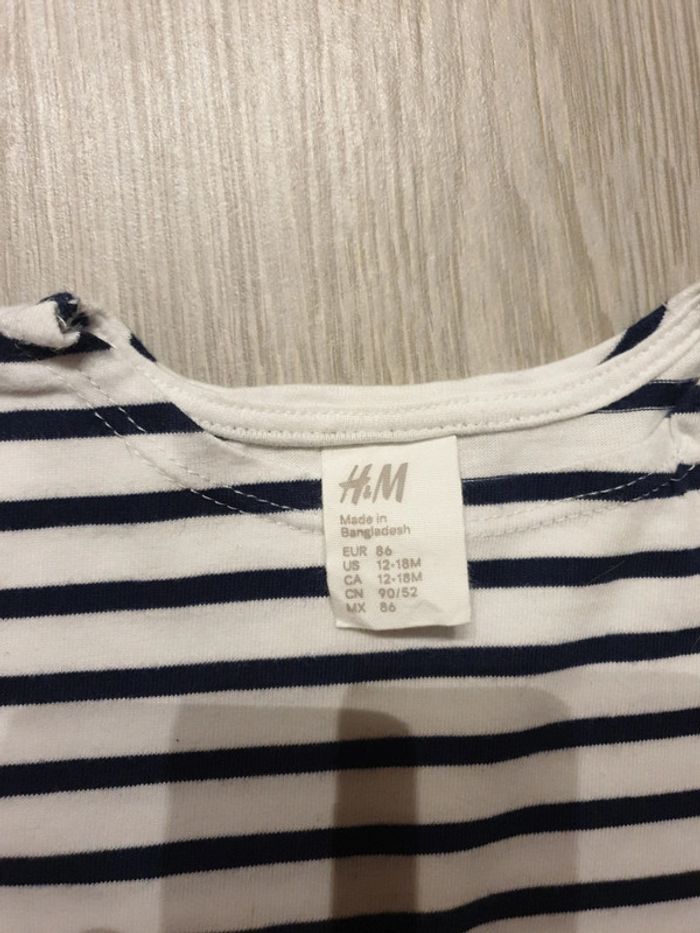 H&M
Made in
Bangladesh
EUR 86
US 12-18M
CA 12-18M
CN 90/52
MX 86